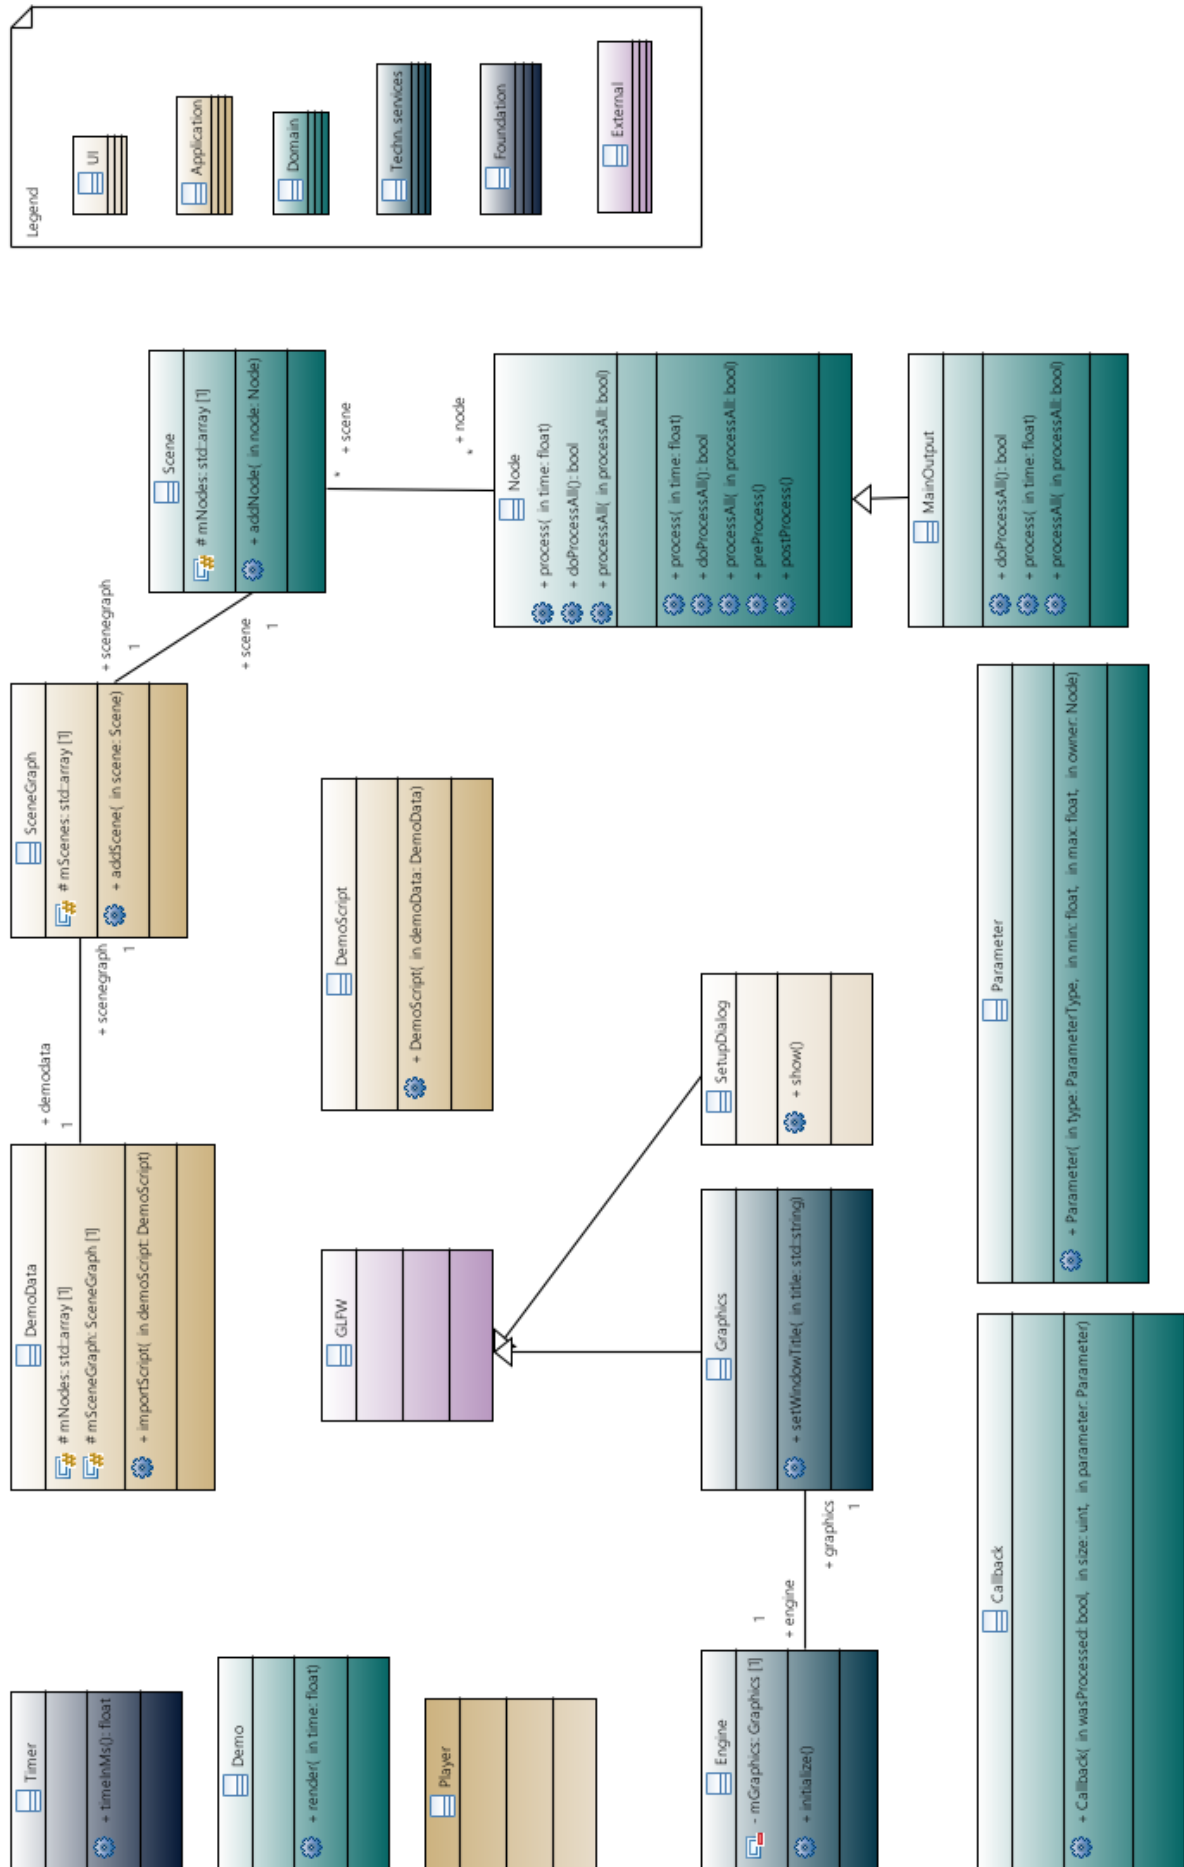 Timer
+ timeInMs(): float
DemoData
# mNodes: std::array [1]
# mSceneGraph: SceneGraph [1]
+ importScript( in demoScript: DemoScript)
+ demodata
1
+ scenegraph
1
SceneGraph
# mScenes: std::array [1]
+ addScene( in scene: Scene)
+ scenegraph
1
+ scene
1
Scene
# mNodes: std::array [1]
+ addNode( in node: Node)
Legend
UI
Application
Domain
Techn. services
Foundation
External
Demo
+ render( in time: float)
GLFW
DemoScript
+ DemoScript( in demoData: DemoData)
* + scene
* + node
Player
Node
+ process( in time: float)
+ doProcessAll(): bool
+ processAll( in processAll: bool)
+ process( in time: float)
+ doProcessAll(): bool
+ processAll( in processAll: bool)
+ preProcess()
+ postProcess()
Engine
- mGraphics: Graphics [1]
+ initialize()
1
+ engine
+ graphics
1
Graphics
+ setWindowTitle( in title: std::string)
SetupDialog
+ show()
MainOutput
+ doProcessAll(): bool
+ process( in time: float)
+ processAll( in processAll: bool)
Callback
+ Callback( in wasProcessed: bool, in size: uint, in parameter: Parameter)
Parameter
+ Parameter( in type: ParameterType, in min: float, in max: float, in owner: Node)